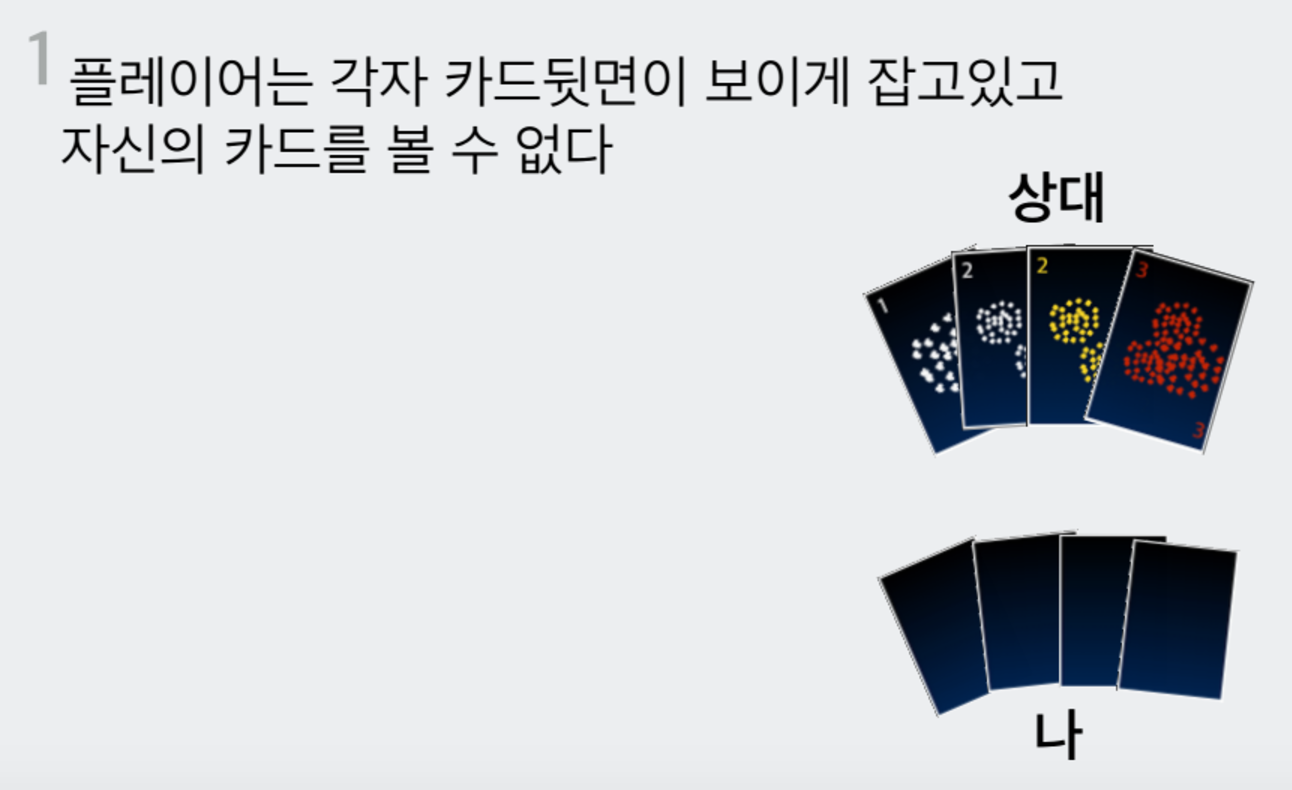 1 플레이어는 각자 카드뒷면이 보이게 잡고있고
자신의 카드를 볼 수 없다
상대
1 2 2 3
3
나